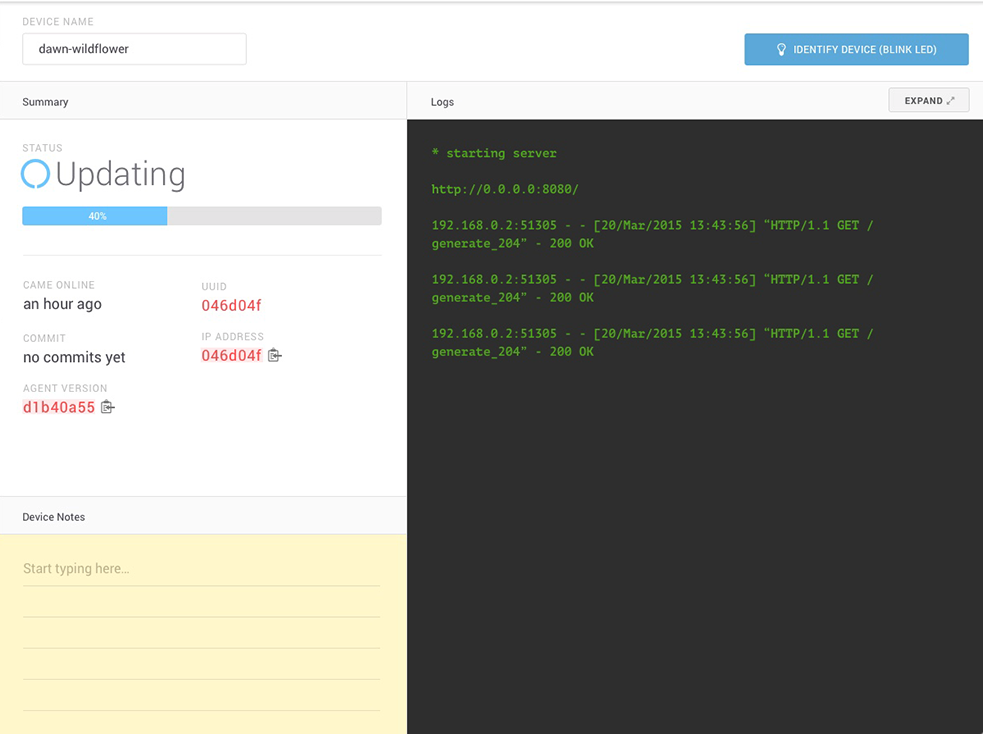 DEVICE NAME
dawn-wildflower
IDENTIFY DEVICE (BLINK LED)
Summary
STATUS
Updating
40%
CAME ONLINE
an hour ago
UUID
046d04f
COMMIT
no commits yet
IP ADDRESS
046d04f
AGENT VERSION
d1b40a55
Device Notes
Start typing here...
Logs
EXPAND
* starting server
http://0.0.0.0:8080/
192.168.0.2:51305 - - [20/Mar/2015 13:43:56] "HTTP/1.1 GET /
generate_204" - 200 OK
192.168.0.2:51305 - - [20/Mar/2015 13:43:56] "HTTP/1.1 GET /
generate_204" - 200 OK
192.168.0.2:51305 - - [20/Mar/2015 13:43:56] "HTTP/1.1 GET /
generate_204" - 200 OK